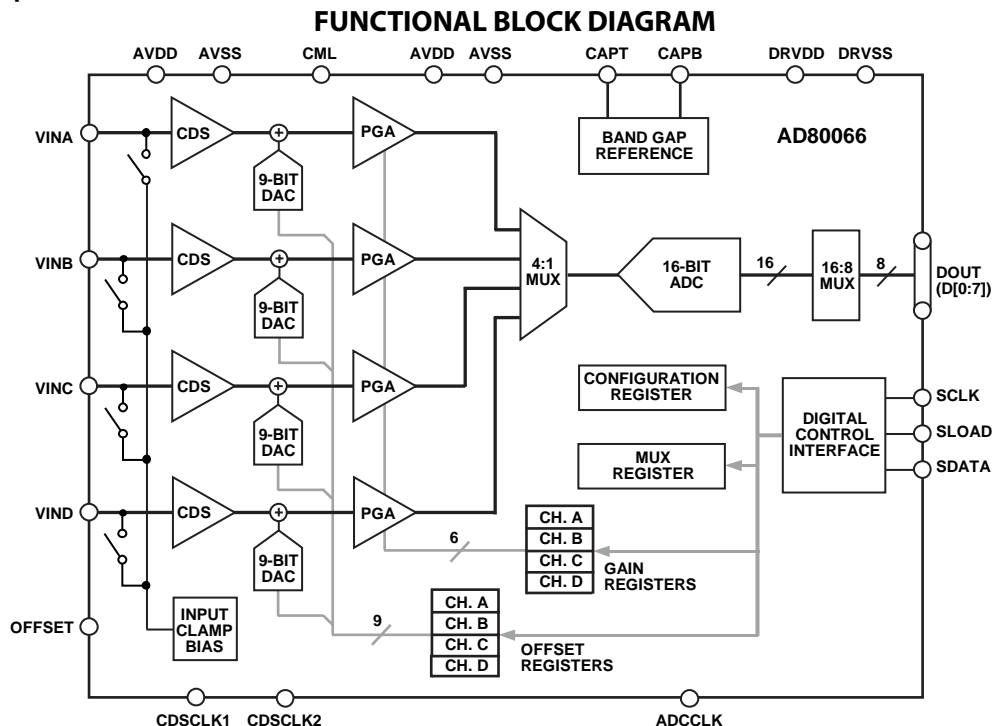 FUNCTIONAL BLOCK DIAGRAM
AVDD AVSS CML AVDD AVSS CAPT CAPB DRVDD DRVSS
VINA
CDS
+
PGA
9-BIT
DAC
BAND GAP
REFERENCE
AD80066
VINB
CDS
+
PGA
9-BIT
DAC
4:1
MUX
16-BIT
ADC
16
16:8
MUX
8
DOUT
(D[0:7])
VINC
CDS
+
PGA
9-BIT
DAC
CONFIGURATION
REGISTER
MUX
REGISTER
DIGITAL
CONTROL
INTERFACE
SCLK
SLOAD
SDATA
VIND
CDS
+
PGA
9-BIT
DAC
6
CH. A
CH. B
CH. C
CH. D
GAIN
REGISTERS
OFFSET
INPUT
CLAMP
BIAS
9
CH. A
CH. B
CH. C
CH. D
OFFSET
REGISTERS
CDSCLK1 CDSCLK2 ADCCLK